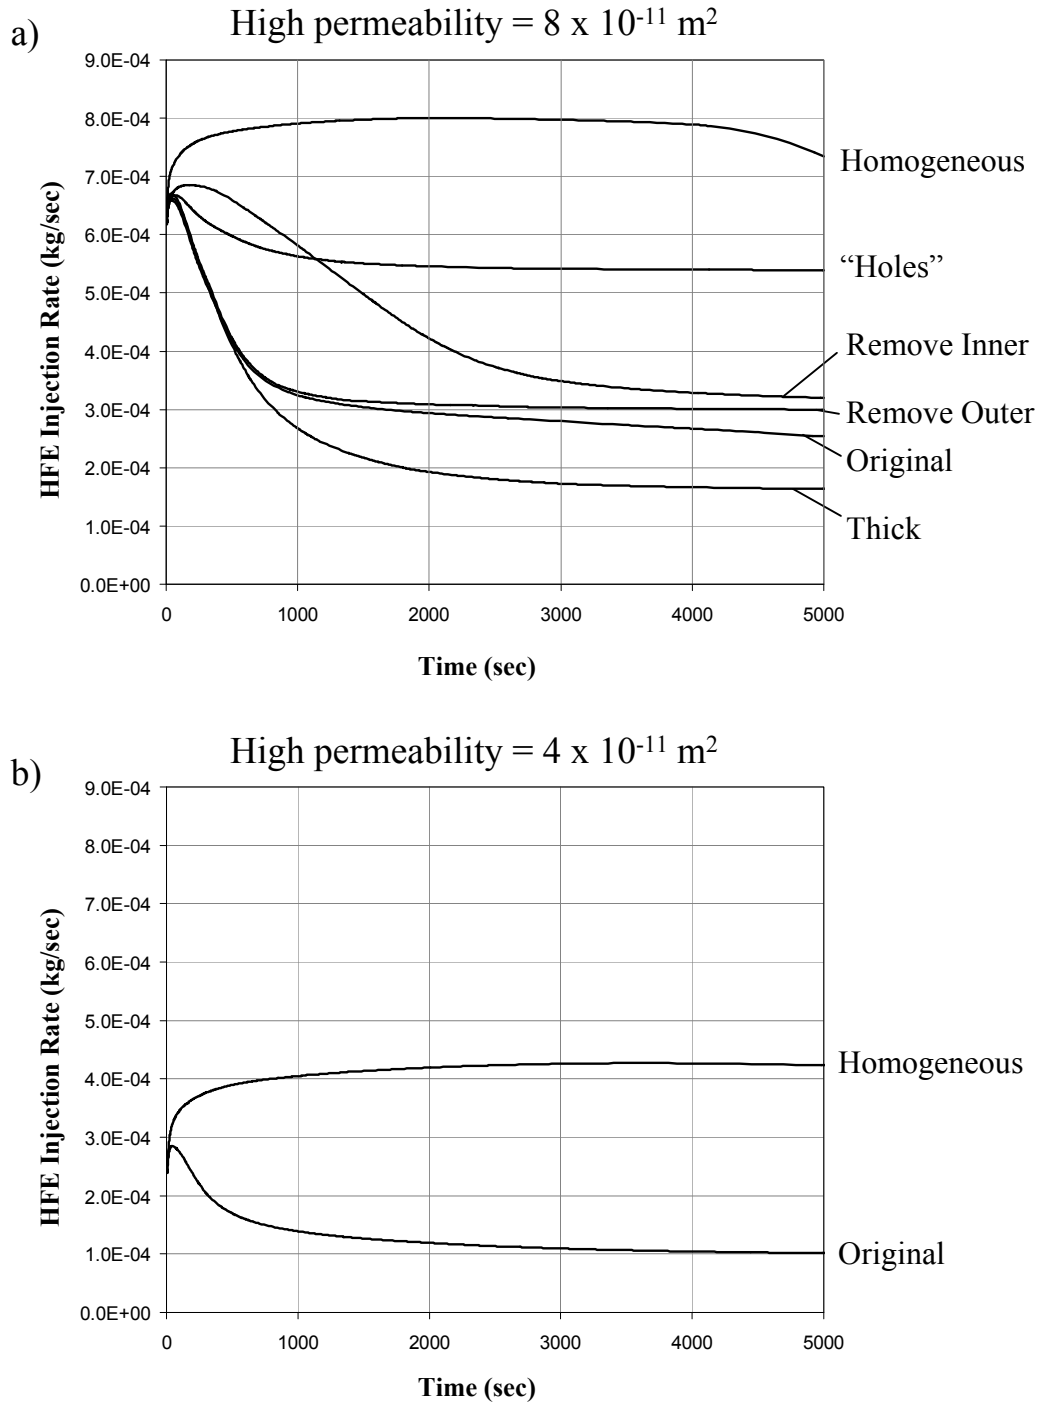 a)
High permeability = 8 x 10⁻¹¹ m²
HFE Injection Rate (kg/sec)
9.0E-04
8.0E-04
7.0E-04
6.0E-04
5.0E-04
4.0E-04
3.0E-04
2.0E-04
1.0E-04
0.0E+00
Homogeneous
“Holes”
Remove Inner
Remove Outer
Original
Thick
0 1000 2000 3000 4000 5000
Time (sec)
b)
High permeability = 4 x 10⁻¹¹ m²
HFE Injection Rate (kg/sec)
9.0E-04
8.0E-04
7.0E-04
6.0E-04
5.0E-04
4.0E-04
3.0E-04
2.0E-04
1.0E-04
0.0E+00
Homogeneous
Original
0 1000 2000 3000 4000 5000
Time (sec)